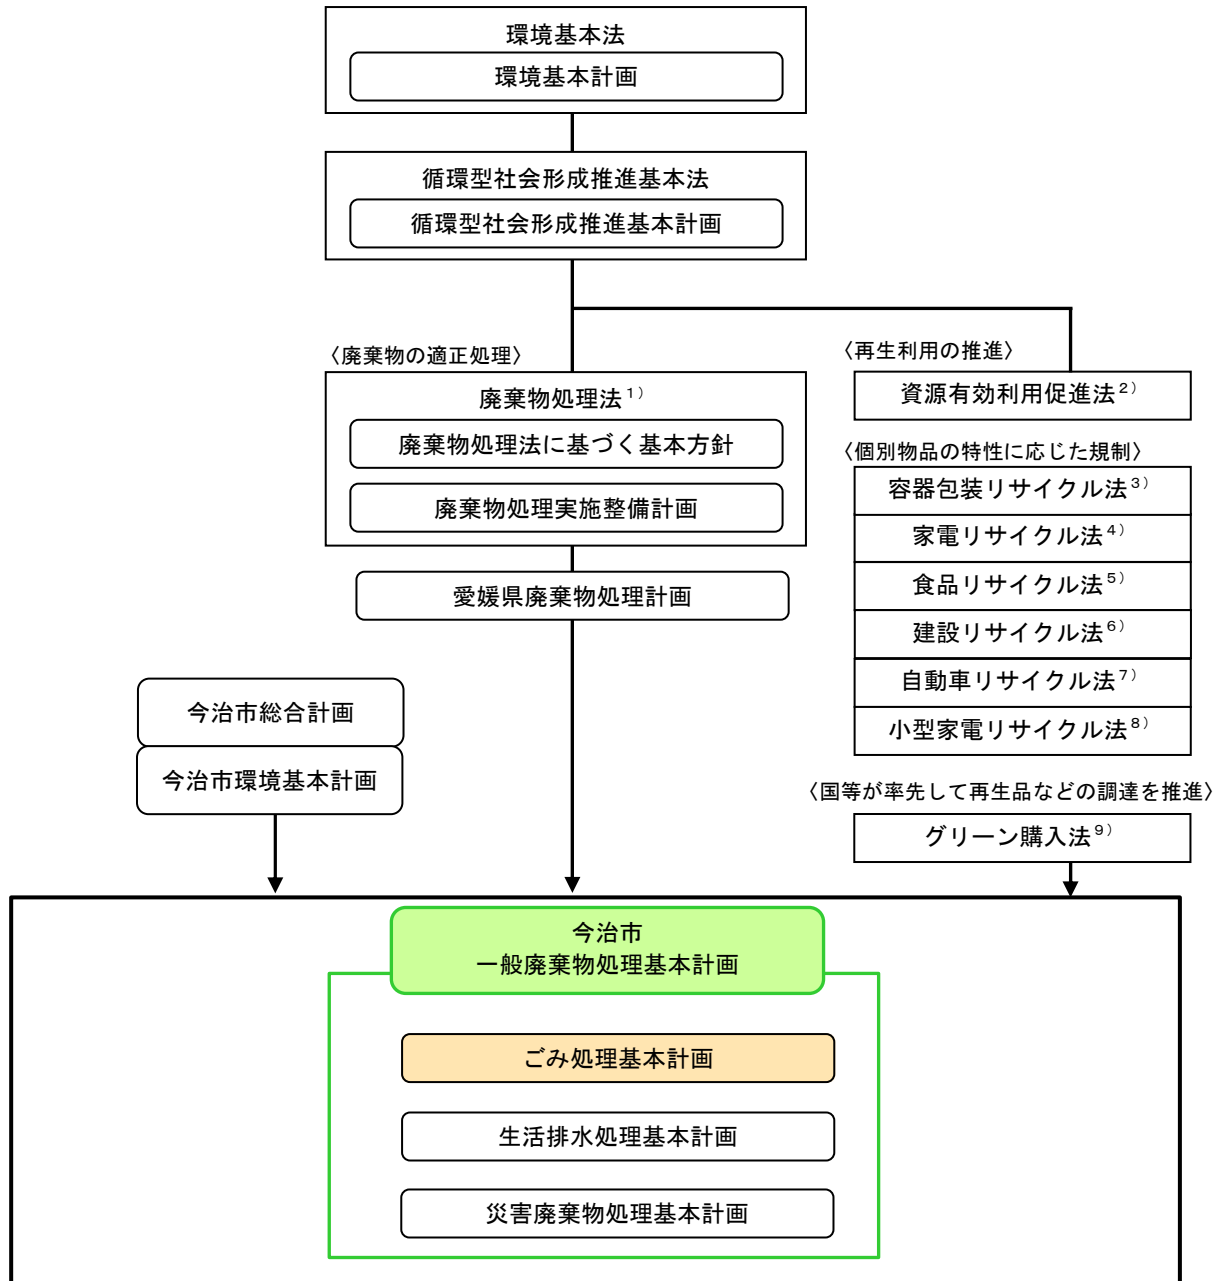 環境基本法
環境基本計画
循環型社会形成推進基本法
循環型社会形成推進基本計画
〈廃棄物の適正処理〉
廃棄物処理法1)
廃棄物処理法に基づく基本方針
廃棄物処理実施整備計画
愛媛県廃棄物処理計画
〈再生利用の推進〉
資源有効利用促進法2)
〈個別物品の特性に応じた規制〉
容器包装リサイクル法3)
家電リサイクル法4)
食品リサイクル法5)
建設リサイクル法6)
自動車リサイクル法7)
小型家電リサイクル法8)
〈国等が率先して再生品などの調達を推進〉
グリーン購入法9)
今治市総合計画
今治市環境基本計画
今治市
一般廃棄物処理基本計画
ごみ処理基本計画
生活排水処理基本計画
災害廃棄物処理基本計画